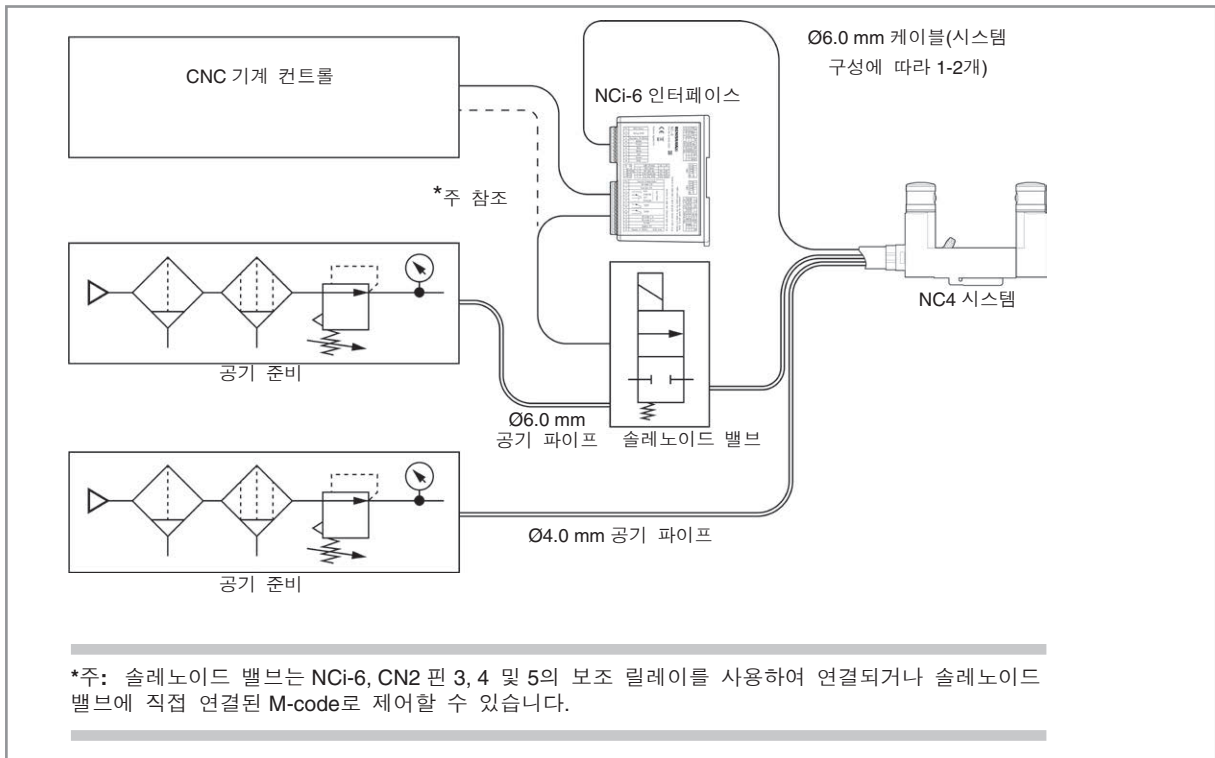 CNC 기계 컨트롤
Ø6.0 mm 케이블(시스템
구성에 따라 1-2개)
NCi-6 인터페이스
*주 참조
NC4 시스템
공기 준비
Ø6.0 mm
공기 파이프
솔레노이드 밸브
Ø4.0 mm 공기 파이프
공기 준비
*주: 솔레노이드 밸브는 NCi-6, CN2 핀 3, 4 및 5의 보조 릴레이를 사용하여 연결되거나 솔레노이드
밸브에 직접 연결된 M-code로 제어할 수 있습니다.